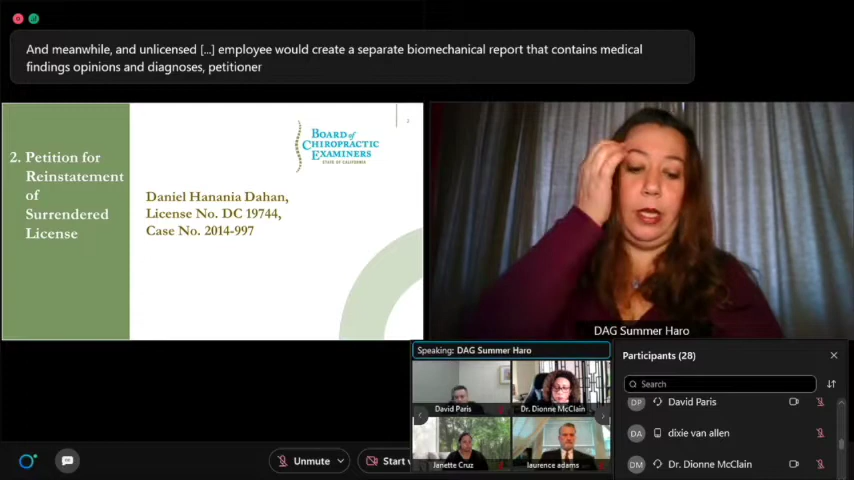 And meanwhile, and unlicensed [...] employee would create a separate biomechanical report that contains medical
findings opinions and diagnoses, petitioner
2. Petition for
Reinstatement
of
Surrendered
License
2
BOARD of
CHIROPRACTIC
EXAMINERS
STATE OF CALIFORNIA
Daniel Hanania Dahan,
License No. DC 19744,
Case No. 2014-997
DAG Summer Haro
Speaking: DAG Summer Haro
David Paris
Dr. Dionne McClain
Janette Cruz
laurence adams
Participants (28)
Search
DP David Paris
DA dixie van allen
DM Dr. Dionne McClain
Unmute
Start v